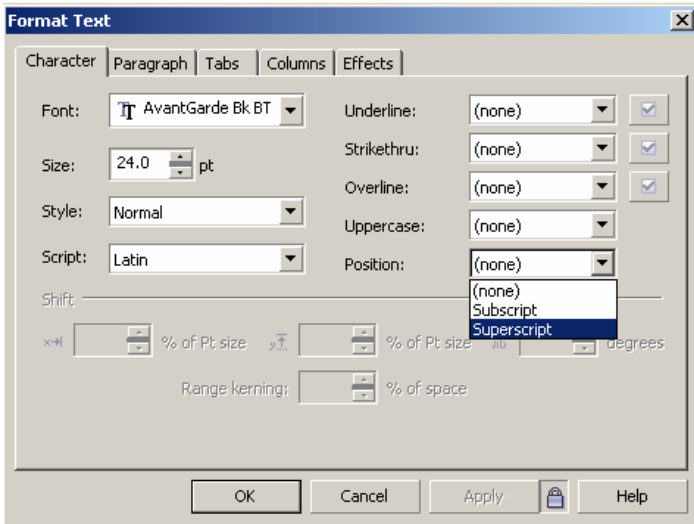 Format Text
Character Paragraph Tabs Columns Effects
Font: AvantGarde Bk BT Underline: (none)
Size: 24.0 pt Strikethru: (none)
Overline: (none)
Style: Normal Uppercase: (none)
Script: Latin Position: (none)
(none)
Subscript
Superscript
Shift
% of Pt size % of Pt size ab degrees
Range kerning: % of space
OK Cancel Apply Help